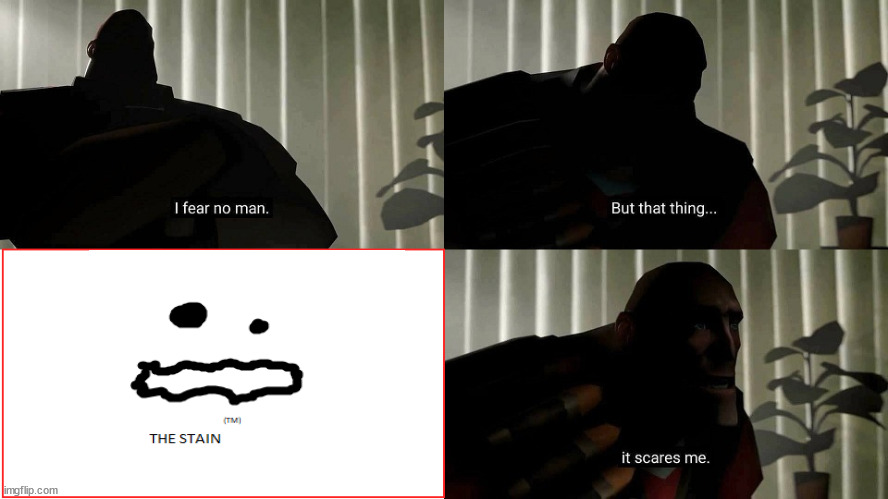 I fear no man.
But that thing...
(TM)
THE STAIN
it scares me.
imgflip.com